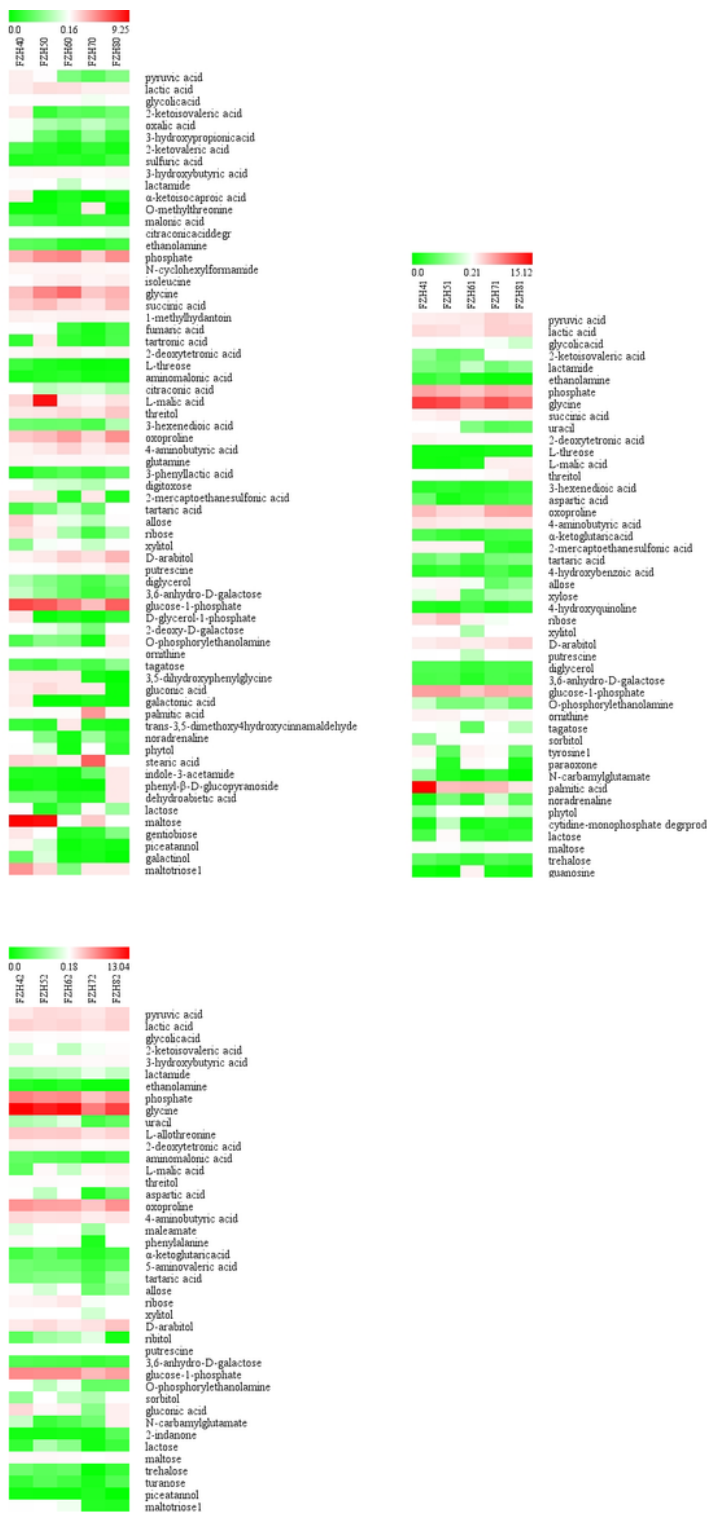 0.0 0.16 9.25
FZH40 FZH50 FZH60 FZH70 FZH80
pyruvic acid
lactic acid
glycolicacid
2-ketoisovaleric acid
oxalic acid
3-hydroxypropionicacid
2-ketovaleric acid
sulfuric acid
3-hydroxybutyric acid
lactamide
α-ketoisocaproic acid
O-methylthreonine
malonic acid
citraconicaciddegr
ethanolamine
phosphate
N-cyclohexylformamide
isoleucine
glycine
succinic acid
1-methylhydantoin
fumaric acid
tartronic acid
2-deoxytetronic acid
L-threose
aminomalonic acid
citraconic acid
L-malic acid
threitol
3-hexenedioic acid
oxoproline
4-aminobutyric acid
glutamine
3-phenyllactic acid
digitoxose
2-mercaptoethanesulfonic acid
tartaric acid
allose
ribose
xylitol
D-arabitol
putrescine
diglycerol
3,6-anhydro-D-galactose
glucose-1-phosphate
D-glycerol-1-phosphate
2-deoxy-D-galactose
O-phosphorylethanolamine
ornithine
tagatose
3,5-dihydroxyphenylglycine
gluconic acid
galactonic acid
palmitic acid
trans-3,5-dimethoxy4hydroxycinnamaldehyde
noradrenaline
phytol
stearic acid
indole-3-acetamide
phenyl-β-D-glucopyranoside
dehydroabietic acid
lactose
maltose
gentiobiose
piceatannol
galactinol
maltotriose1
0.0 0.21 15.12
FZH41 FZH51 FZH61 FZH71 FZH81
pyruvic acid
lactic acid
glycolicacid
2-ketoisovaleric acid
lactamide
ethanolamine
phosphate
glycine
succinic acid
uracil
2-deoxytetronic acid
L-threose
L-malic acid
threitol
3-hexenedioic acid
aspartic acid
oxoproline
4-aminobutyric acid
α-ketoglutaricacid
2-mercaptoethanesulfonic acid
tartaric acid
4-hydroxybenzoic acid
allose
xylose
4-hydroxyquinoline
ribose
xylitol
D-arabitol
putrescine
diglycerol
3,6-anhydro-D-galactose
glucose-1-phosphate
O-phosphorylethanolamine
ornithine
tagatose
sorbitol
tyrosine1
paraoxone
N-carbamylglutamate
palmitic acid
noradrenaline
phytol
cytidine-monophosphate degrprod
lactose
maltose
trehalose
guanosine
0.0 0.18 13.04
FZH42 FZH52 FZH62 FZH72 FZH82
pyruvic acid
lactic acid
glycolicacid
2-ketoisovaleric acid
3-hydroxybutyric acid
lactamide
ethanolamine
phosphate
glycine
uracil
L-allothreonine
2-deoxytetronic acid
aminomalonic acid
L-malic acid
threitol
aspartic acid
oxoproline
4-aminobutyric acid
maleamate
phenylalanine
α-ketoglutaricacid
5-aminovaleric acid
tartaric acid
allose
ribose
xylitol
D-arabitol
ribitol
putrescine
3,6-anhydro-D-galactose
glucose-1-phosphate
O-phosphorylethanolamine
sorbitol
gluconic acid
N-carbamylglutamate
2-indanone
lactose
maltose
trehalose
turanose
piceatannol
maltotriose1